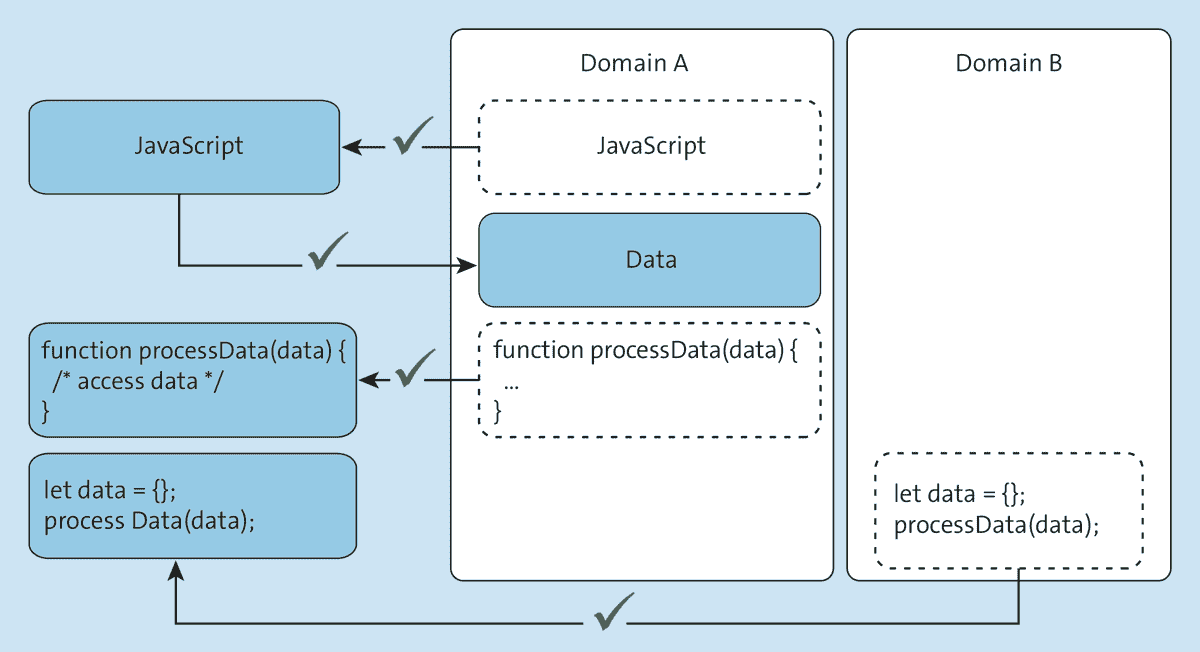 Domain A
Domain B
JavaScript
JavaScript
Data
function processData(data) {
/* access data */
}
function processData(data) {
...
}
let data = {};
process Data(data);
let data = {};
processData(data);